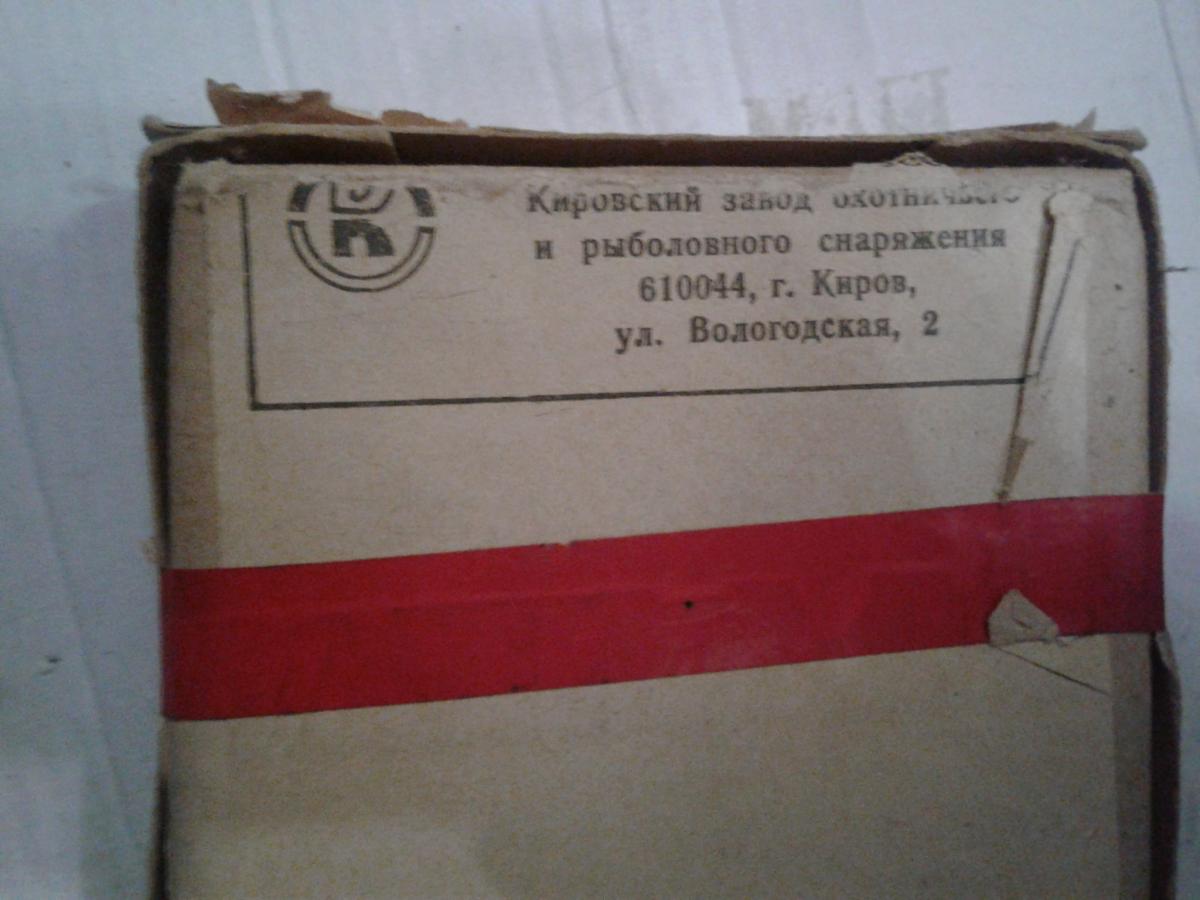 Кировский завод охотничьего
и рыболовного снаряжения
610044, г. Киров,
ул. Вологодская, 2